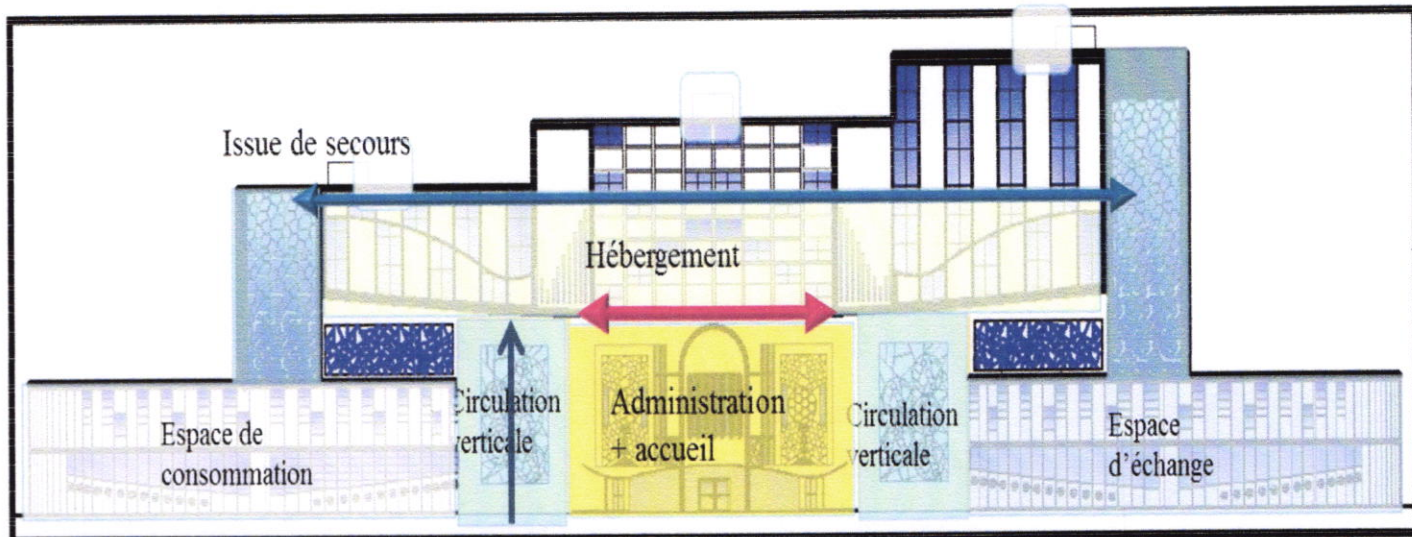 Issue de secours
Hébergement
Circulation
verticale
Administration
+ accueil
Circulation
verticale
Espace de
consommation
Espace
d'échange